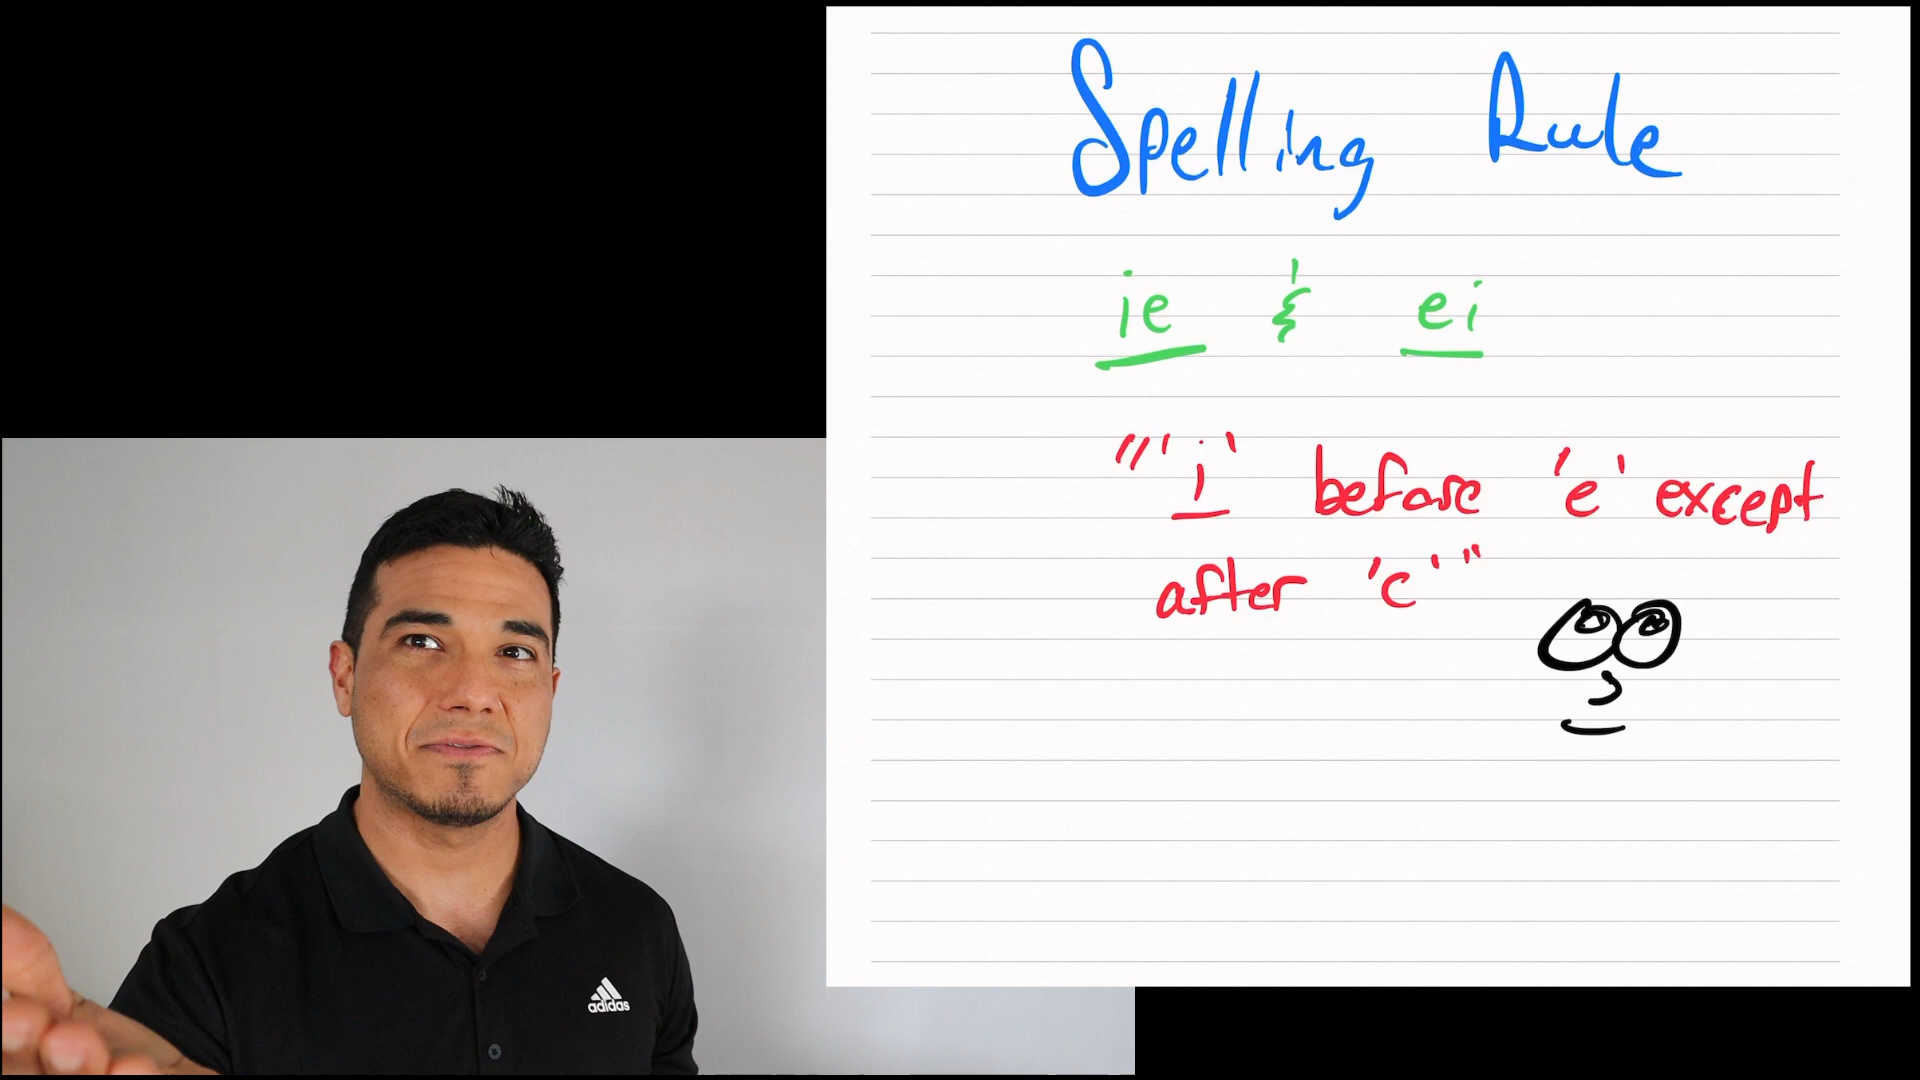 Spelling Rule
ie & ei
"'i' before 'e' except
after 'c'"
adidas